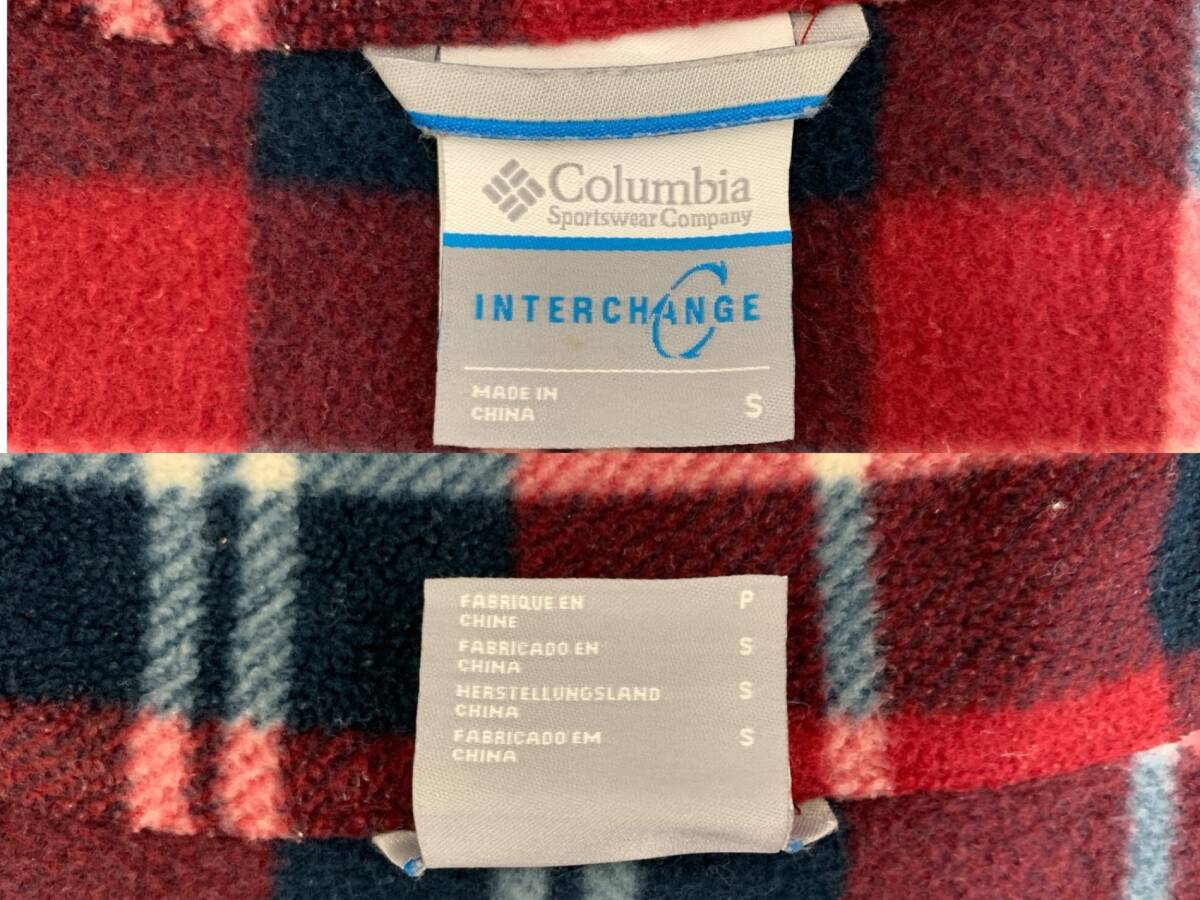 Columbia
Sportswear Company
INTERCHANGE
MADE IN
CHINA S
FABRIQUE EN P
CHINE
FABRICADO EN S
CHINA
HERSTELLUNGSLAND S
CHINA
FABRICADO EM S
CHINA